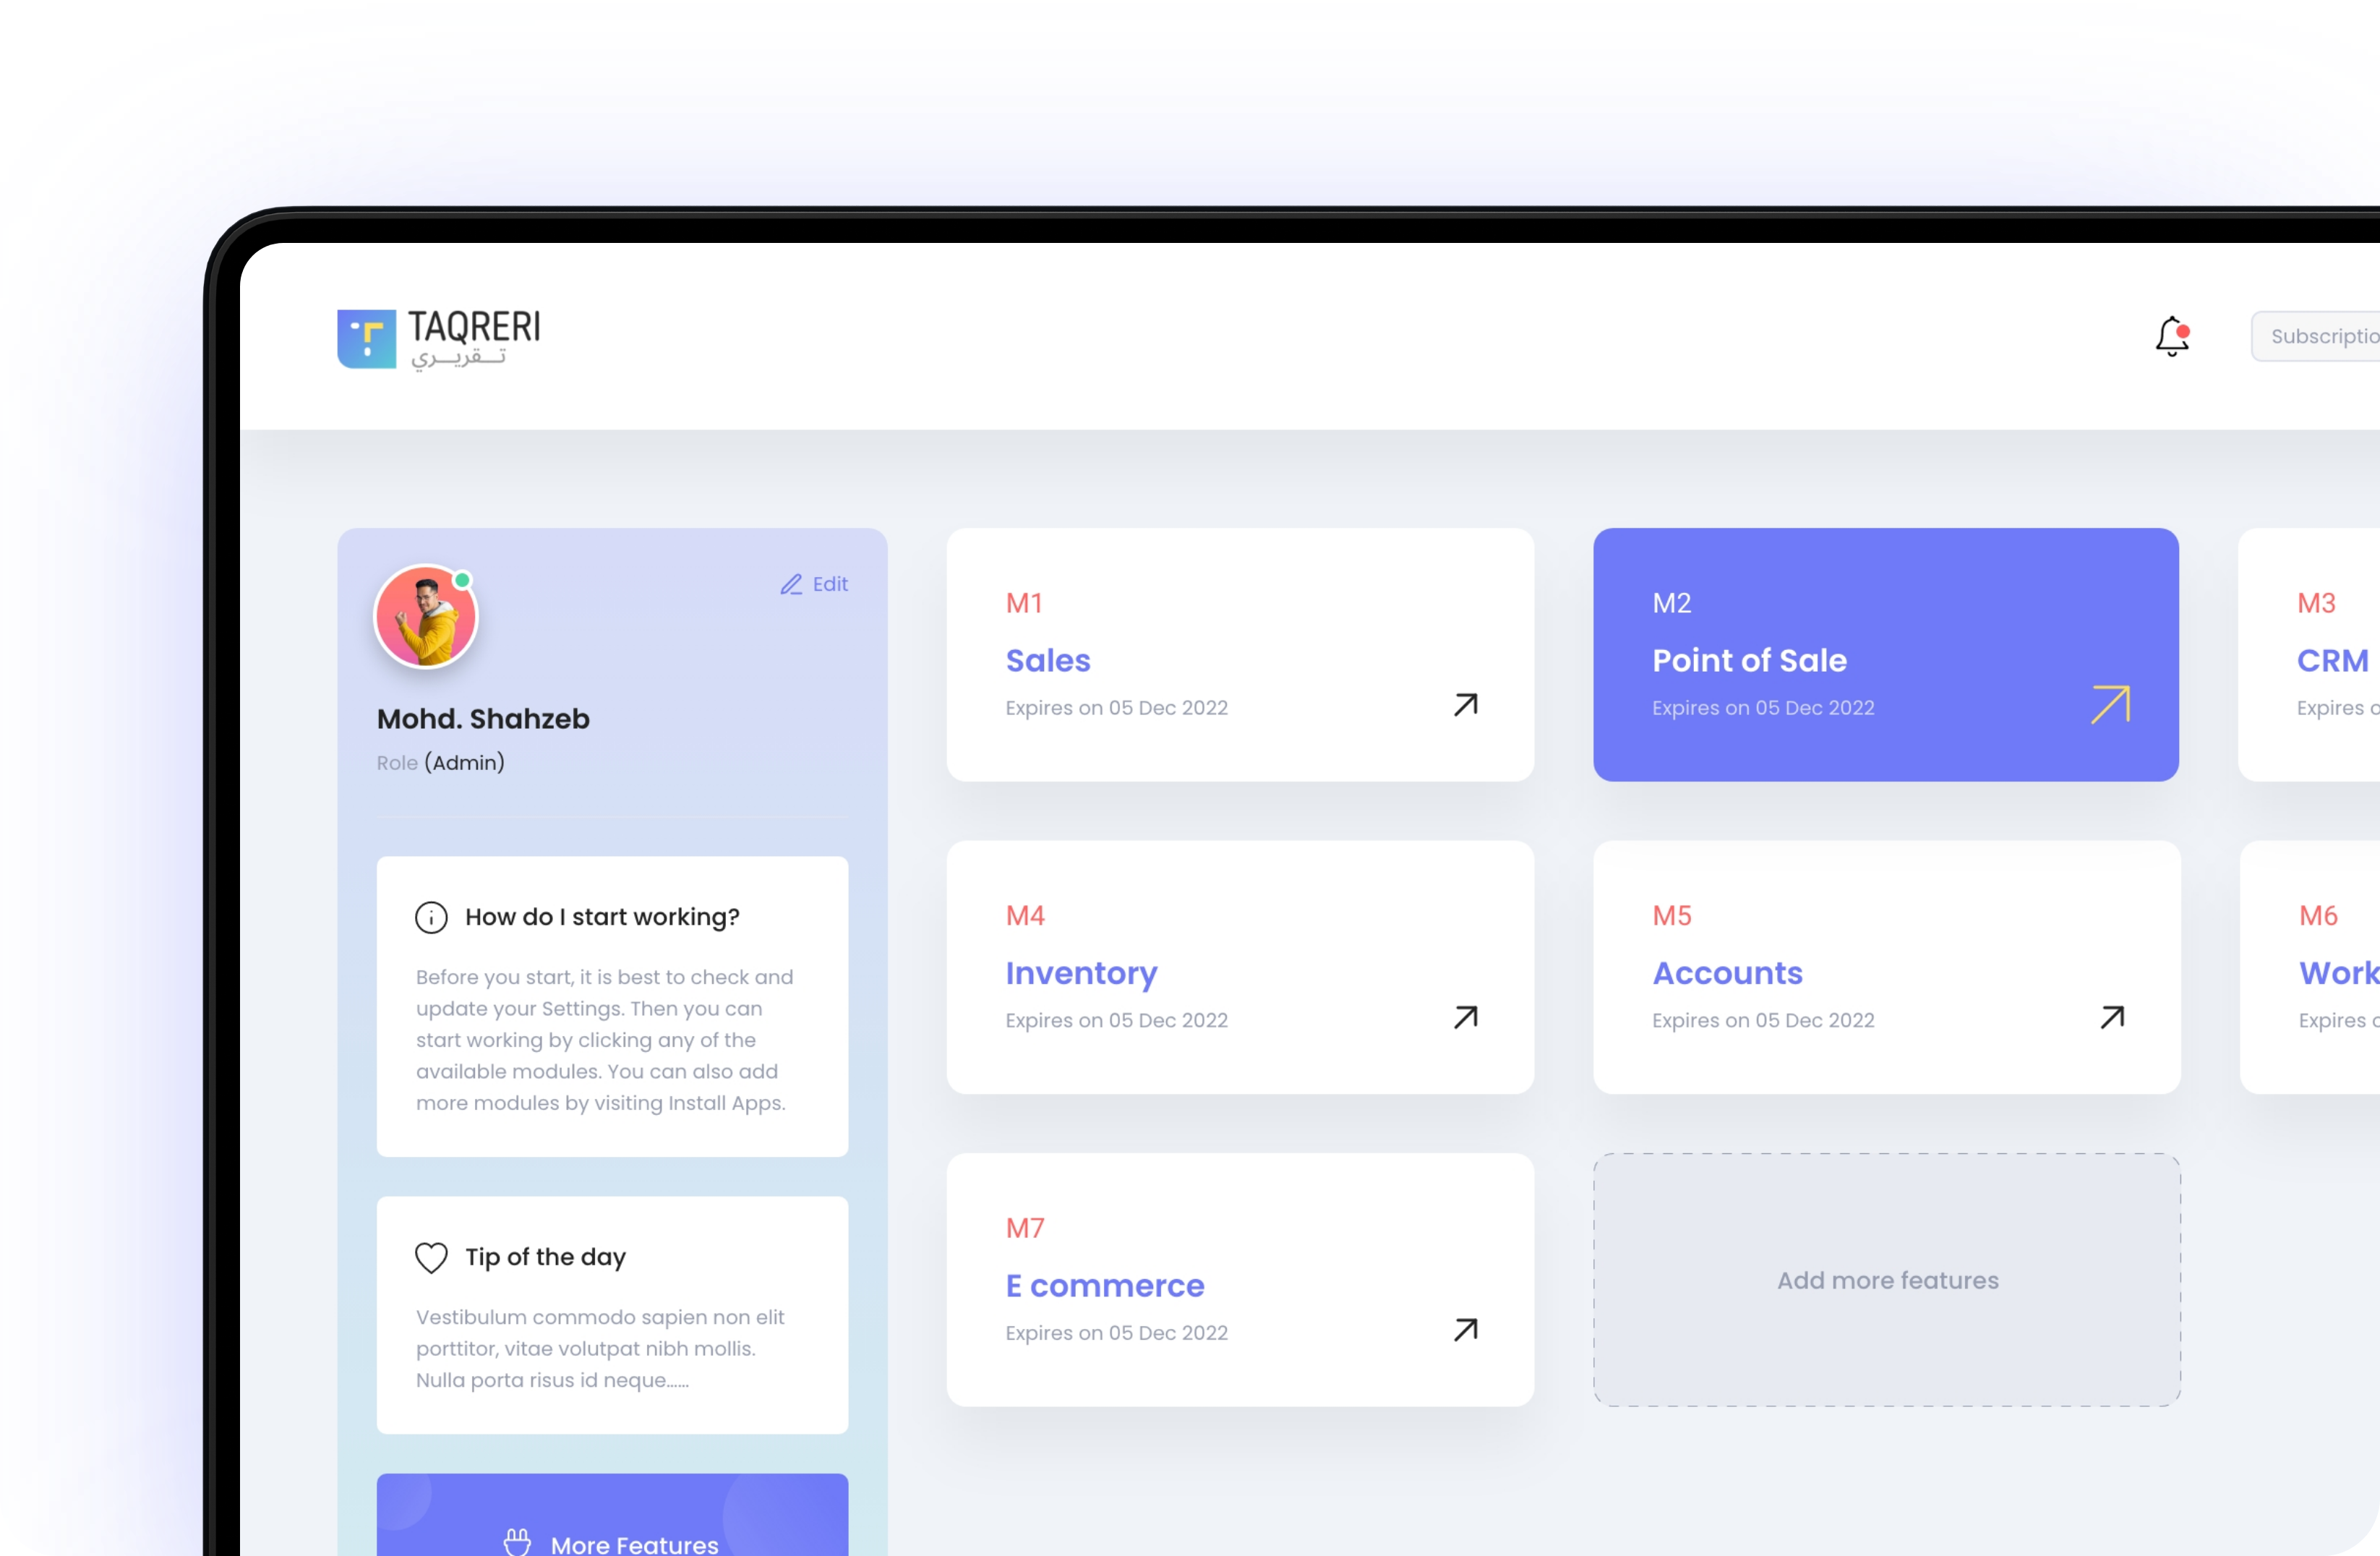 TAQRERI
تـــقريـــري
Subscriptio
Edit
Mohd. Shahzeb
Role (Admin)
How do I start working?
Before you start, it is best to check and
update your Settings. Then you can
start working by clicking any of the
available modules. You can also add
more modules by visiting Install Apps.
Tip of the day
Vestibulum commodo sapien non elit
porttitor, vitae volutpat nibh mollis.
Nulla porta risus id neque......
More Features
M1
Sales
Expires on 05 Dec 2022
M2
Point of Sale
Expires on 05 Dec 2022
M3
CRM
Expires o
M4
Inventory
Expires on 05 Dec 2022
M5
Accounts
Expires on 05 Dec 2022
M6
Work
Expires o
M7
E commerce
Expires on 05 Dec 2022
Add more features